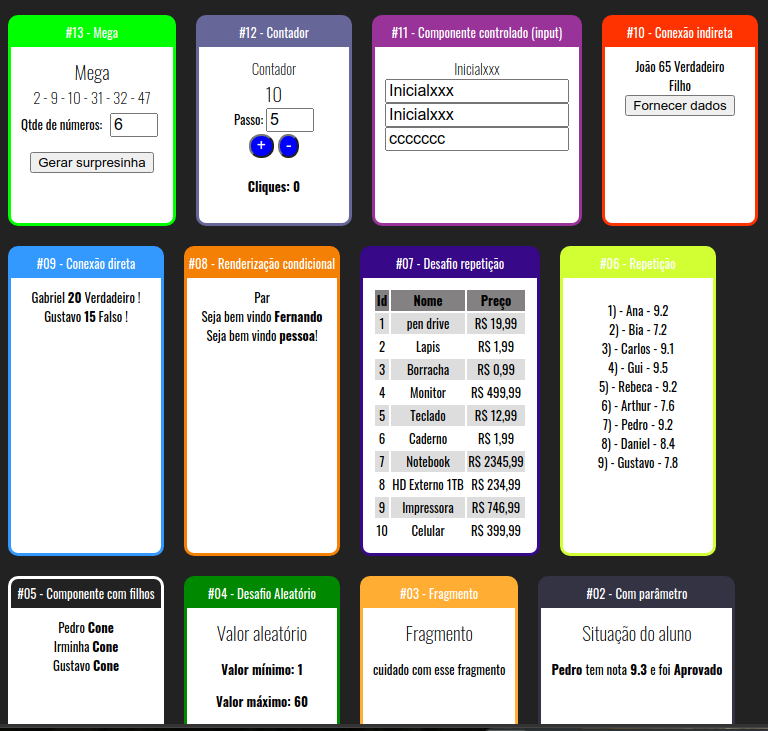 #13 - Mega
Mega
2 - 9 - 10 - 31 - 32 - 47
Qtde de números: 6
Gerar surpresinha
#12 - Contador
Contador
10
Passo: 5
+ -
Cliques: 0
#11 - Componente controlado (input)
Inicialxxx
Inicialxxx
Inicialxxx
ccccccc
#10 - Conexão indireta
João 65 Verdadeiro
Filho
Fornecer dados
#09 - Conexão direta
Gabriel 20 Verdadeiro !
Gustavo 15 Falso !
#08 - Renderização condicional
Par
Seja bem vindo Fernando
Seja bem vindo pessoa!
#07 - Desafio repetição
Id Nome Preço
1 pen drive R$ 19,99
2 Lapis R$ 1,99
3 Borracha R$ 0,99
4 Monitor R$ 499,99
5 Teclado R$ 12,99
6 Caderno R$ 1,99
7 Notebook R$ 2345,99
8 HD Externo 1TB R$ 234,99
9 Impressora R$ 746,99
10 Celular R$ 399,99
#06 - Repetição
1) - Ana - 9.2
2) - Bia - 7.2
3) - Carlos - 9.1
4) - Gui - 9.5
5) - Rebeca - 9.2
6) - Arthur - 7.6
7) - Pedro - 9.2
8) - Daniel - 8.4
9) - Gustavo - 7.8
#05 - Componente com filhos
Pedro Cone
Irminha Cone
Gustavo Cone
#04 - Desafio Aleatório
Valor aleatório
Valor mínimo: 1
Valor máximo: 60
#03 - Fragmento
Fragmento
cuidado com esse fragmento
#02 - Com parâmetro
Situação do aluno
Pedro tem nota 9.3 e foi Aprovado